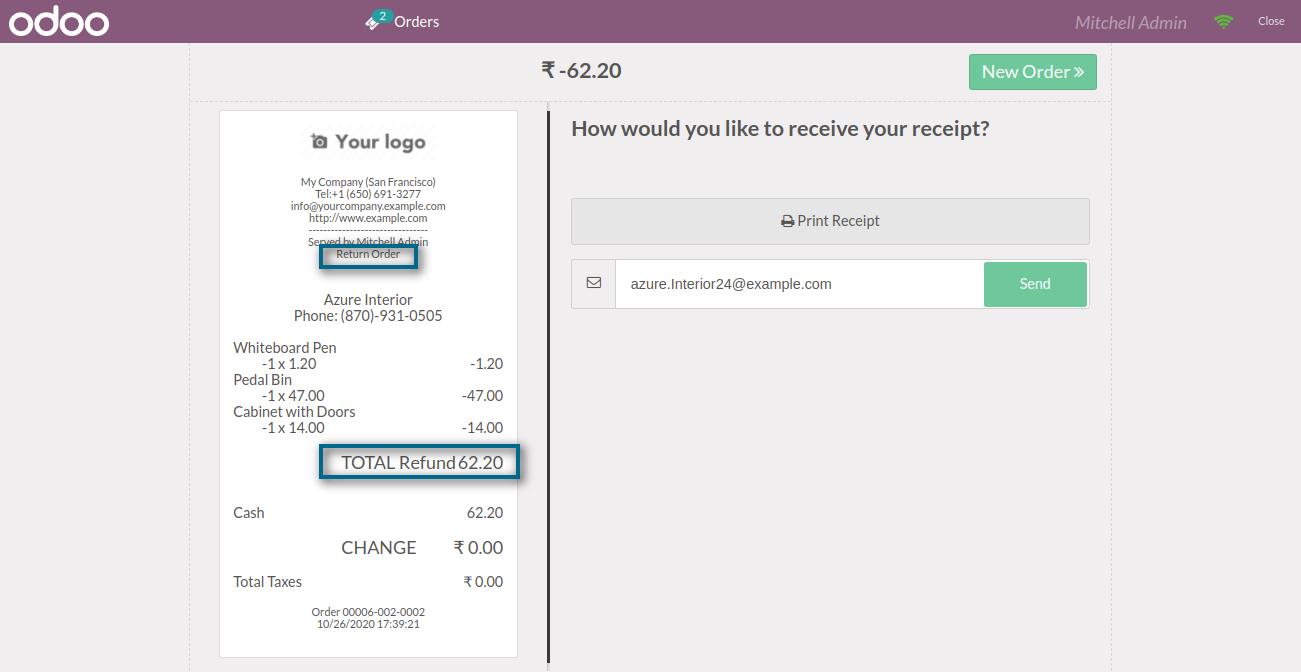 odoo
2 Orders
Mitchell Admin
Close
₹ -62.20
New Order »
Your logo
My Company (San Francisco)
Tel:+1 (650) 691-3277
info@yourcompany.example.com
http://www.example.com
--------------------------------
Served by Mitchell Admin
Return Order
Azure Interior
Phone: (870)-931-0505
Whiteboard Pen
-1 x 1.20 -1.20
Pedal Bin
-1 x 47.00 -47.00
Cabinet with Doors
-1 x 14.00 -14.00
TOTAL Refund 62.20
Cash 62.20
CHANGE ₹ 0.00
Total Taxes ₹ 0.00
Order 00006-002-0002
10/26/2020 17:39:21
How would you like to receive your receipt?
Print Receipt
azure.Interior24@example.com
Send